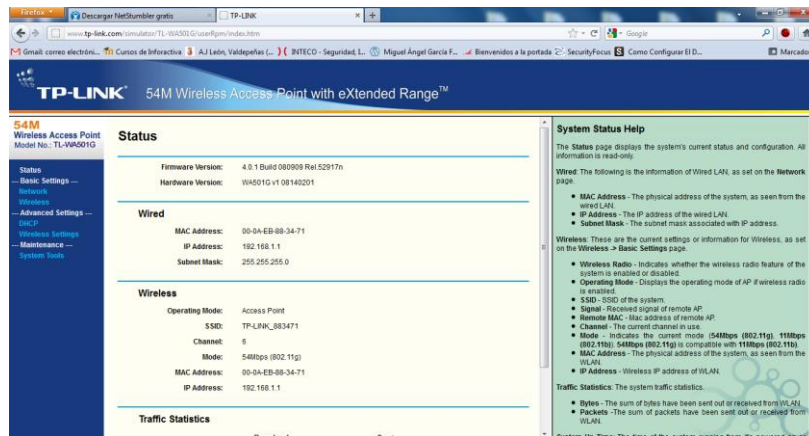 Firefox
Descargar NetStumbler gratis
TP-LINK
www.tp-link.com/simulator/TL-WA501G/userRpm/index.htm
Google
Gmail: correo electróni...
Cursos de Inforactiva
A.J León, Valdepeñas (...
INTECO - Seguridad, L...
Miguel Ángel García F...
Bienvenidos a la portada
SecurityFocus
Como Configurar El D...
Marcado
TP-LINK® 54M Wireless Access Point with eXtended Range™
54M
Wireless Access Point
Model No.: TL-WA501G
Status
--- Basic Settings ---
Network
Wireless
--- Advanced Settings ---
DHCP
Wireless Settings
--- Maintenance ---
System Tools
Status
Firmware Version: 4.0.1 Build 080909 Rel.52917n
Hardware Version: WA501G v1 08140201
Wired
MAC Address: 00-0A-EB-88-34-71
IP Address: 192.168.1.1
Subnet Mask: 255.255.255.0
Wireless
Operating Mode: Access Point
SSID: TP-LINK_883471
Channel: 6
Mode: 54Mbps (802.11g)
MAC Address: 00-0A-EB-88-34-71
IP Address: 192.168.1.1
Traffic Statistics
System Status Help
The Status page displays the system's current status and configuration. All
information is read-only.
Wired: The following is the information of Wired LAN, as set on the Network
page.
MAC Address - The physical address of the system, as seen from the
wired LAN.
IP Address - The IP address of the wired LAN.
Subnet Mask - The subnet mask associated with IP address.
Wireless: These are the current settings or information for Wireless, as set
on the Wireless -> Basic Settings page.
Wireless Radio - Indicates whether the wireless radio feature of the
system is enabled or disabled.
Operating Mode - Displays the operating mode of AP if wireless radio
is enabled.
SSID - SSID of the system.
Signal - Received signal of remote AP.
Remote MAC - Mac address of remote AP.
Channel - The current channel in use.
Mode - Indicates the current mode (54Mbps (802.11g), 11Mbps
(802.11b)). 54Mbps (802.11g) is compatible with 11Mbps (802.11b).
MAC Address - The physical address of the system, as seen from the
WLAN.
IP Address - Wireless IP address of WLAN.
Traffic Statistics: The system traffic statistics.
Bytes - The sum of bytes have been sent out or received from WLAN.
Packets - The sum of packets have been sent out or received from
WLAN.